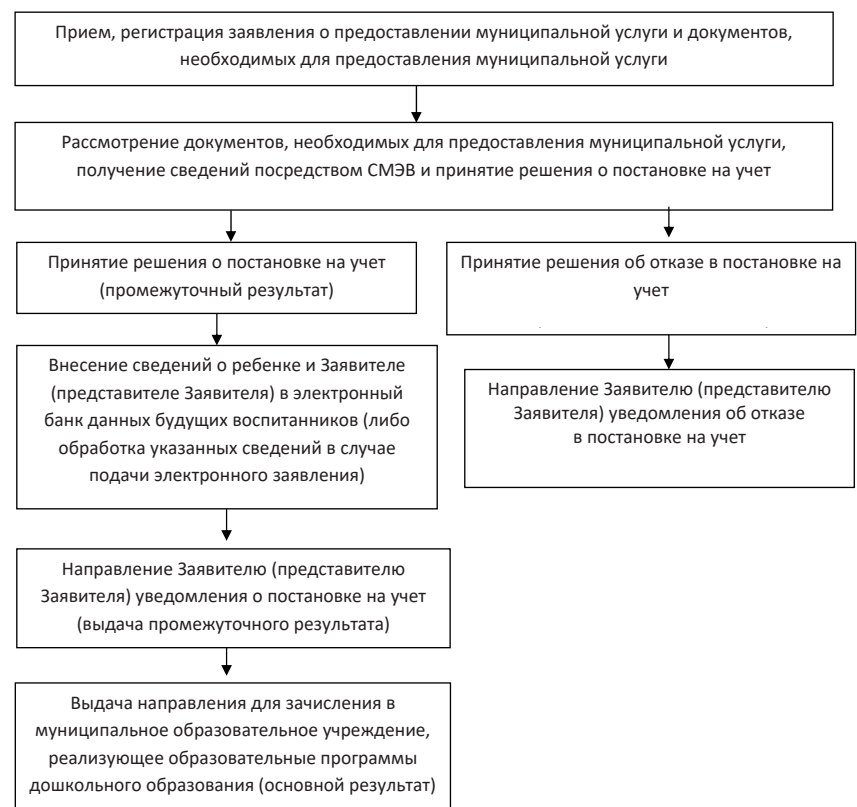 Прием, регистрация заявления о предоставлении муниципальной услуги и документов,
необходимых для предоставления муниципальной услуги
Рассмотрение документов, необходимых для предоставления муниципальной услуги,
получение сведений посредством СМЭВ и принятие решения о постановке на учет
Принятие решения о постановке на учет
(промежуточный результат)
Принятие решения об отказе в постановке на
учет
Внесение сведений о ребенке и Заявителе
(представителе Заявителя) в электронный
банк данных будущих воспитанников (либо
обработка указанных сведений в случае
подачи электронного заявления)
Направление Заявителю (представителю
Заявителя) уведомления об отказе
в постановке на учет
Направление Заявителю (представителю
Заявителя) уведомления о постановке на учет
(выдача промежуточного результата)
Выдача направления для зачисления в
муниципальное образовательное учреждение,
реализующее образовательные программы
дошкольного образования (основной результат)